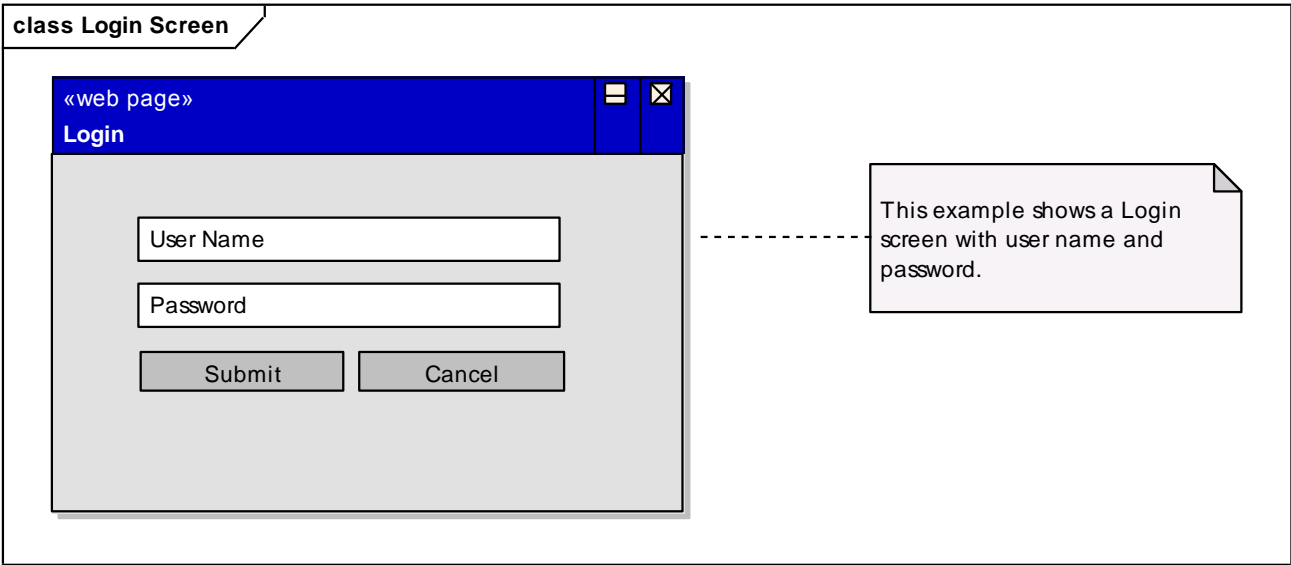 class Login Screen
«web page»
Login
User Name
Password
Submit
Cancel
This example shows a Login
screen with user name and
password.